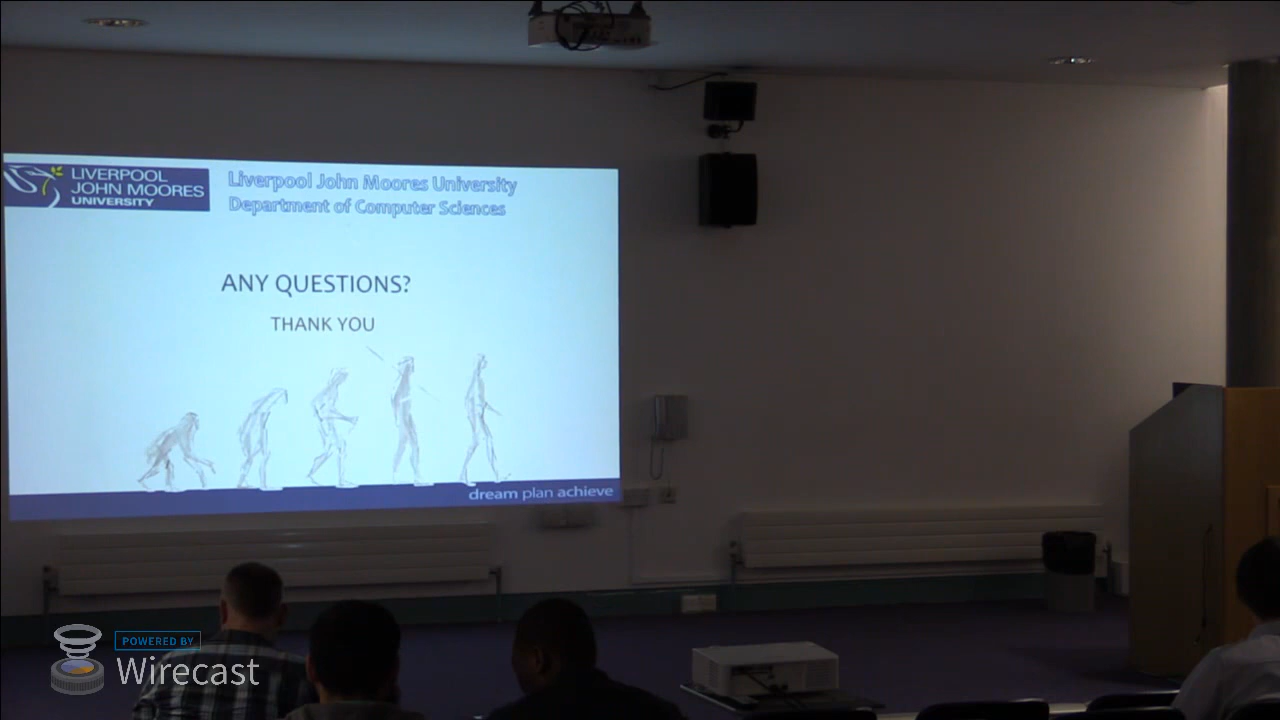 LIVERPOOL
JOHN MOORES
UNIVERSITY
Liverpool John Moores University
Department of Computer Sciences
ANY QUESTIONS?
THANK YOU
dream plan achieve
POWERED BY
Wirecast